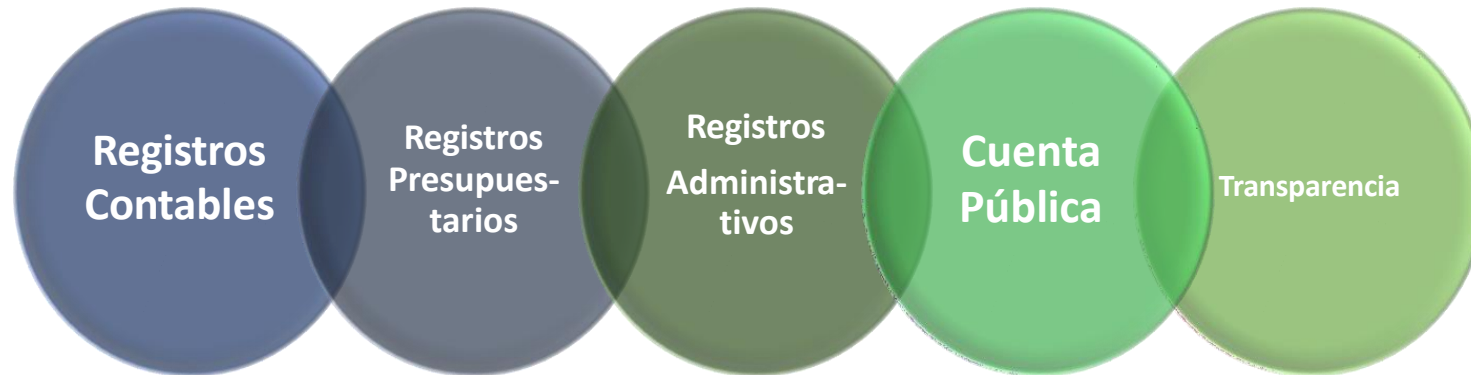 Registros
Contables
Registros
Presupues-
tarios
Registros
Administra-
tivos
Cuenta
Pública
Transparencia